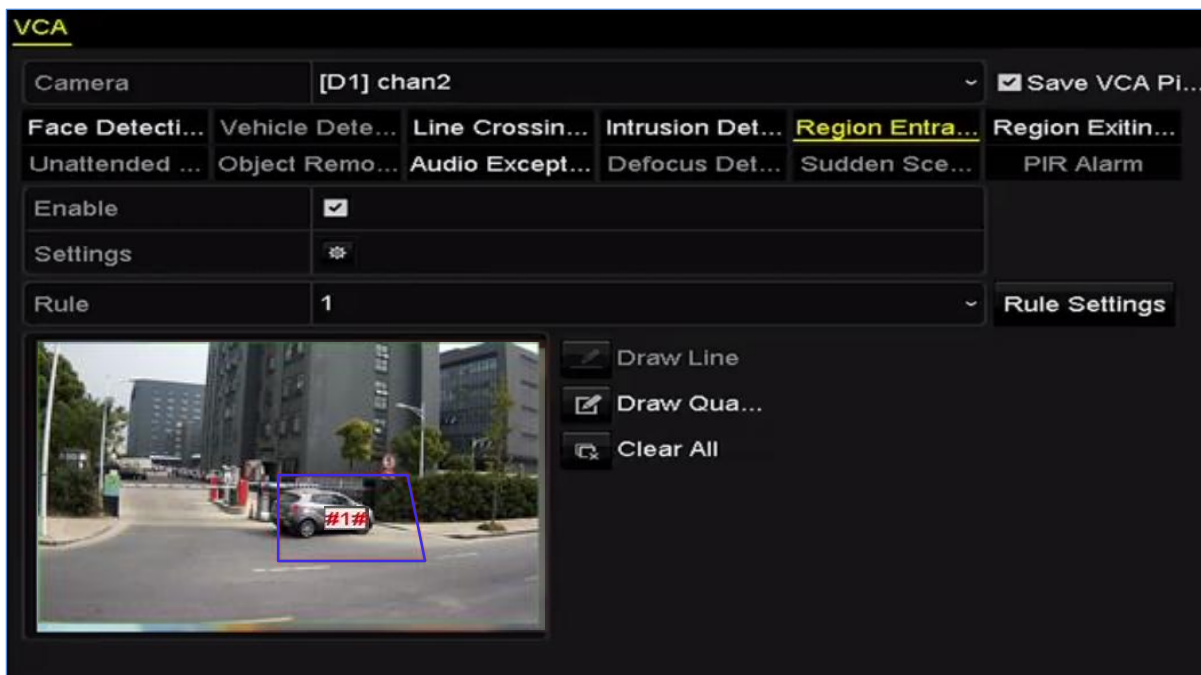 VCA
Camera [D1] chan2 Save VCA Pi...
Face Detecti... Vehicle Dete... Line Crossin... Intrusion Det... Region Entra... Region Exitin...
Unattended ... Object Remo... Audio Except... Defocus Det... Sudden Sce... PIR Alarm
Enable
Settings
Rule 1 Rule Settings
Draw Line
Draw Qua...
Clear All
#1#